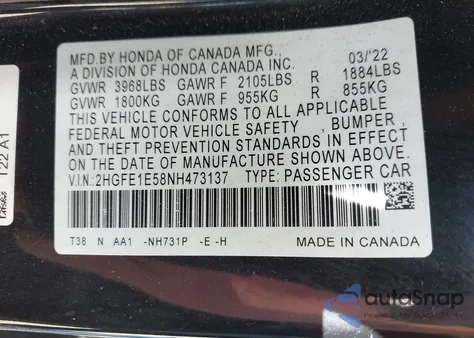 MFD.BY HONDA OF CANADA MFG.,
A DIVISION OF HONDA CANADA INC. 03/'22
GVWR 3968LBS GAWR F 2105LBS R 1884LBS
GVWR 1800KG GAWR F 955KG R 855KG
THIS VEHICLE CONFORMS TO ALL APPLICABLE
FEDERAL MOTOR VEHICLE SAFETY , BUMPER ,
AND THEFT PREVENTION STANDARDS IN EFFECT
ON THE DATE OF MANUFACTURE SHOWN ABOVE.
V.I.N.: 2HGFE1E58NH473137 TYPE: PASSENGER CAR
T38 N AA1 -NH731P -E -H MADE IN CANADA
T22 A1
autoSnap